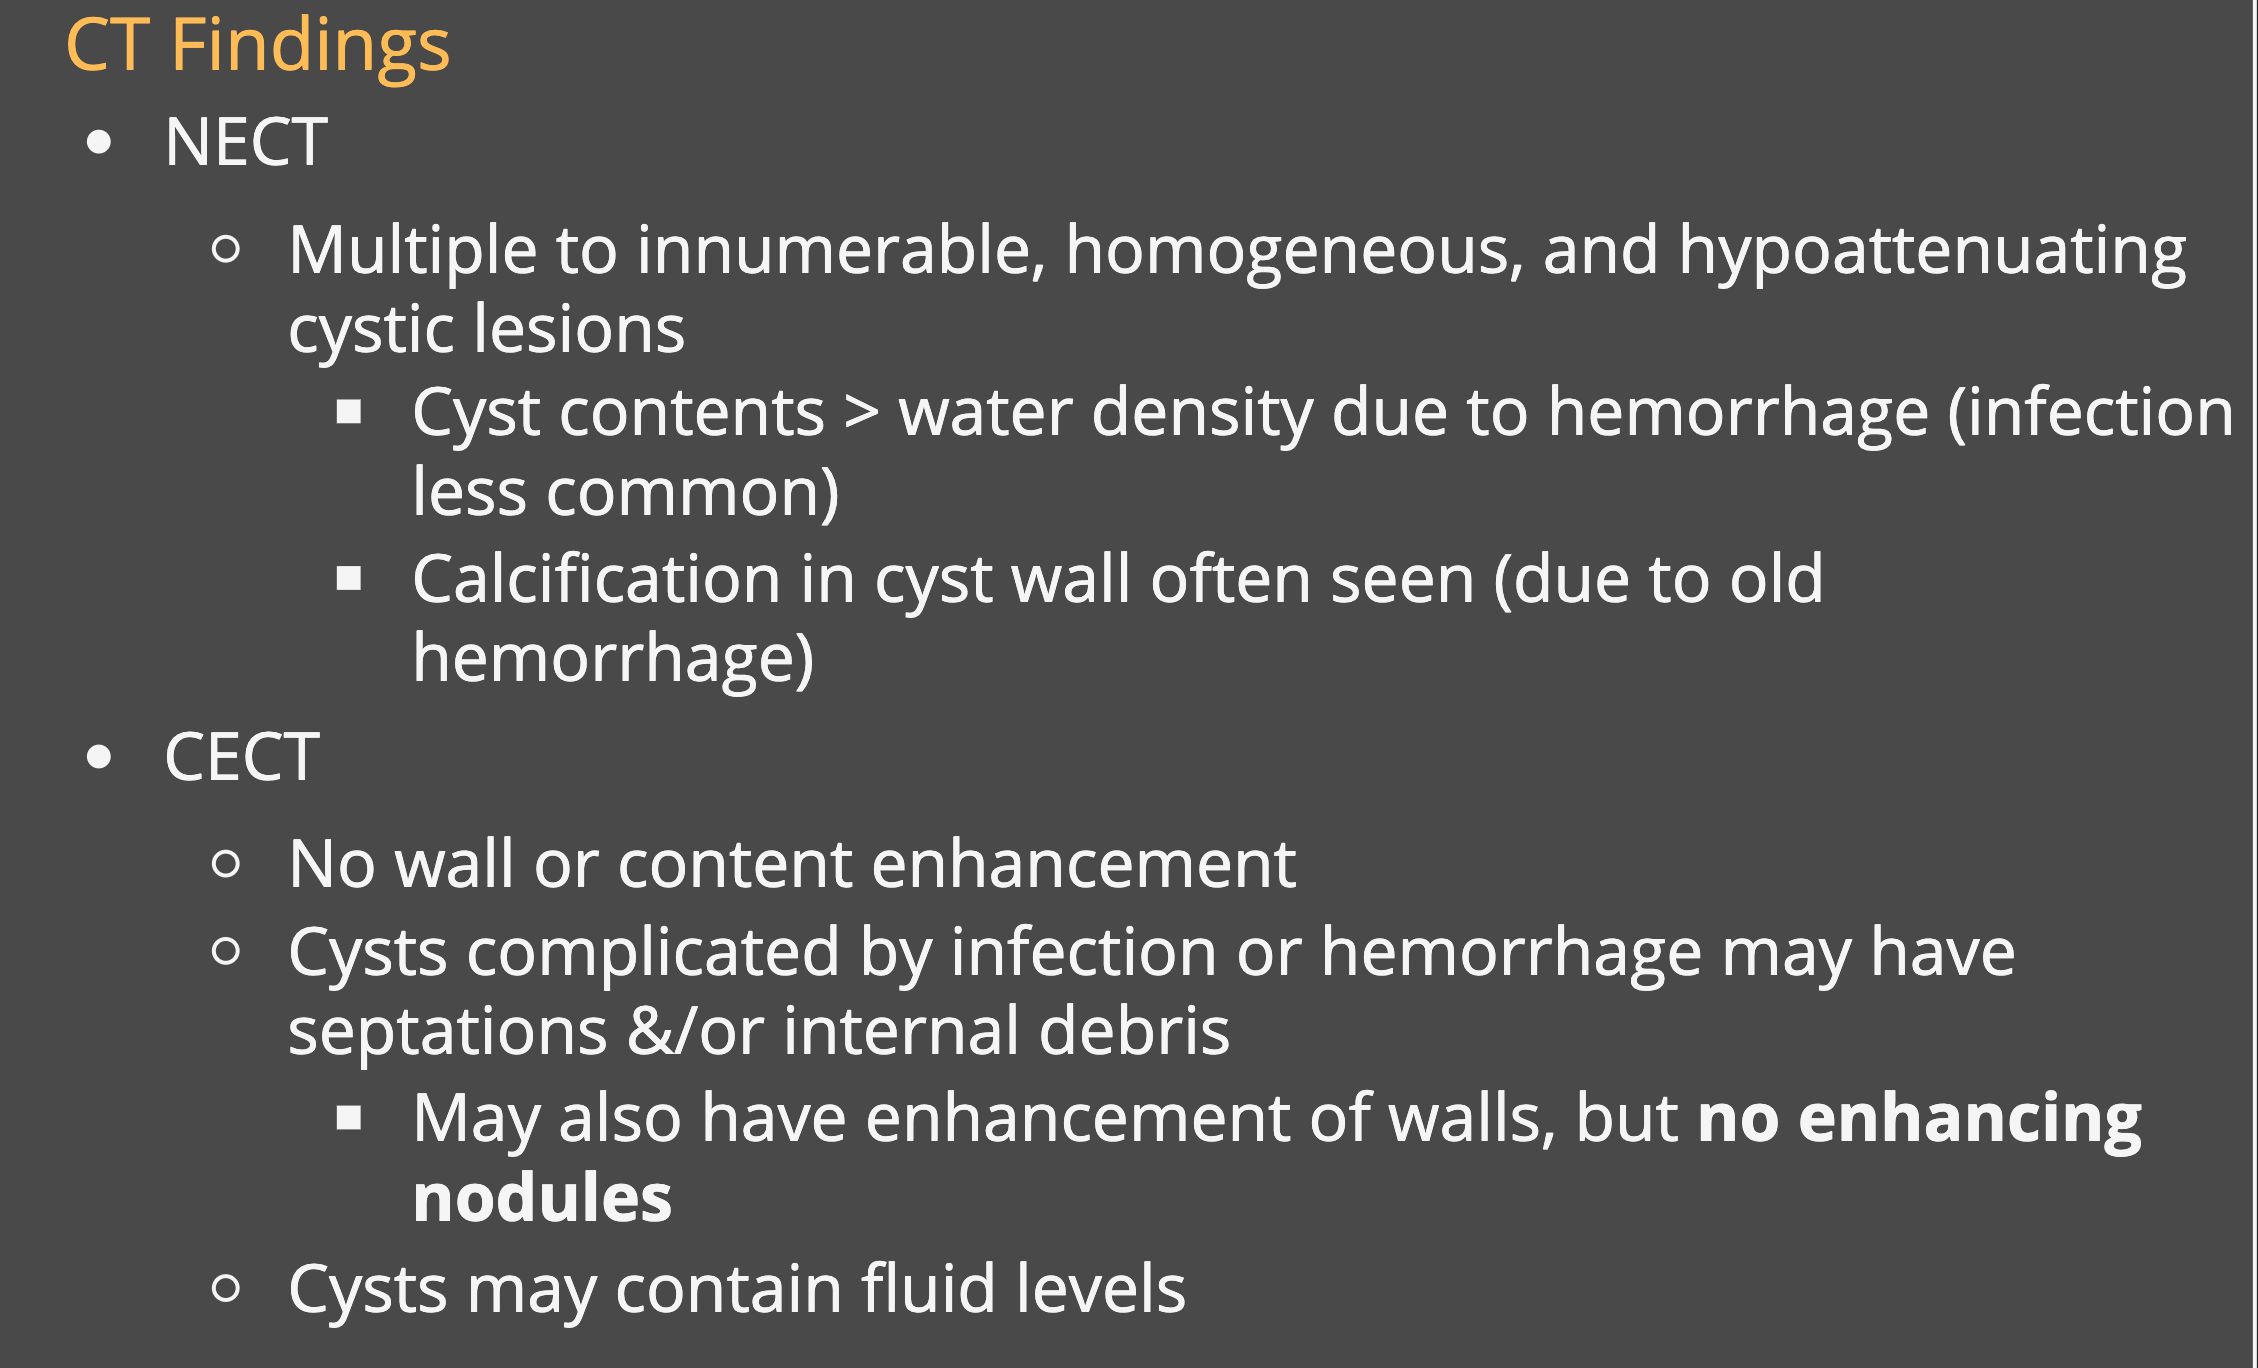 CT Findings
• NECT
○ Multiple to innumerable, homogeneous, and hypoattenuating
cystic lesions
■ Cyst contents > water density due to hemorrhage (infection
less common)
■ Calcification in cyst wall often seen (due to old
hemorrhage)
• CECT
○ No wall or content enhancement
○ Cysts complicated by infection or hemorrhage may have
septations &/or internal debris
■ May also have enhancement of walls, but no enhancing
nodules
○ Cysts may contain fluid levels